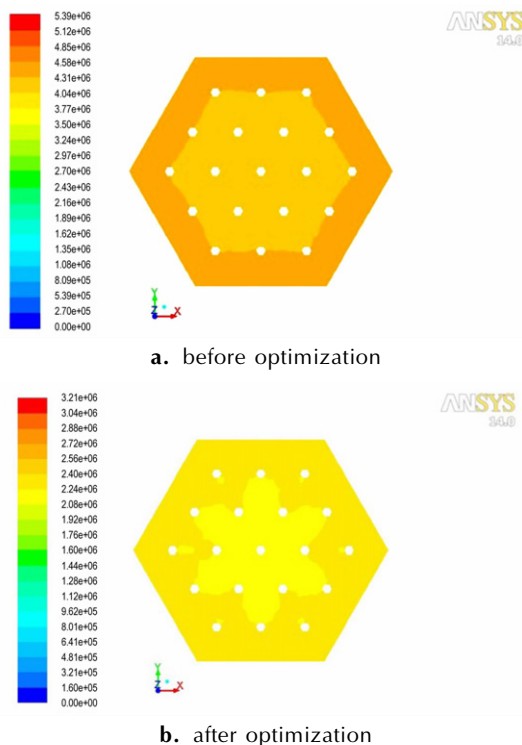 5.39e+06
5.12e+06
4.85e+06
4.58e+06
4.31e+06
4.04e+06
3.77e+06
3.50e+06
3.24e+06
2.97e+06
2.70e+06
2.43e+06
2.16e+06
1.89e+06
1.62e+06
1.35e+06
1.08e+06
8.09e+05
5.39e+05
2.70e+05
0.00e+00
ANSYS
14.0
Y
Z X
a. before optimization
3.21e+06
3.04e+06
2.88e+06
2.72e+06
2.56e+06
2.40e+06
2.24e+06
2.08e+06
1.92e+06
1.76e+06
1.60e+06
1.44e+06
1.28e+06
1.12e+06
9.62e+05
8.01e+05
6.41e+05
4.81e+05
3.21e+05
1.60e+05
0.00e+00
ANSYS
14.0
Y
Z X
b. after optimization